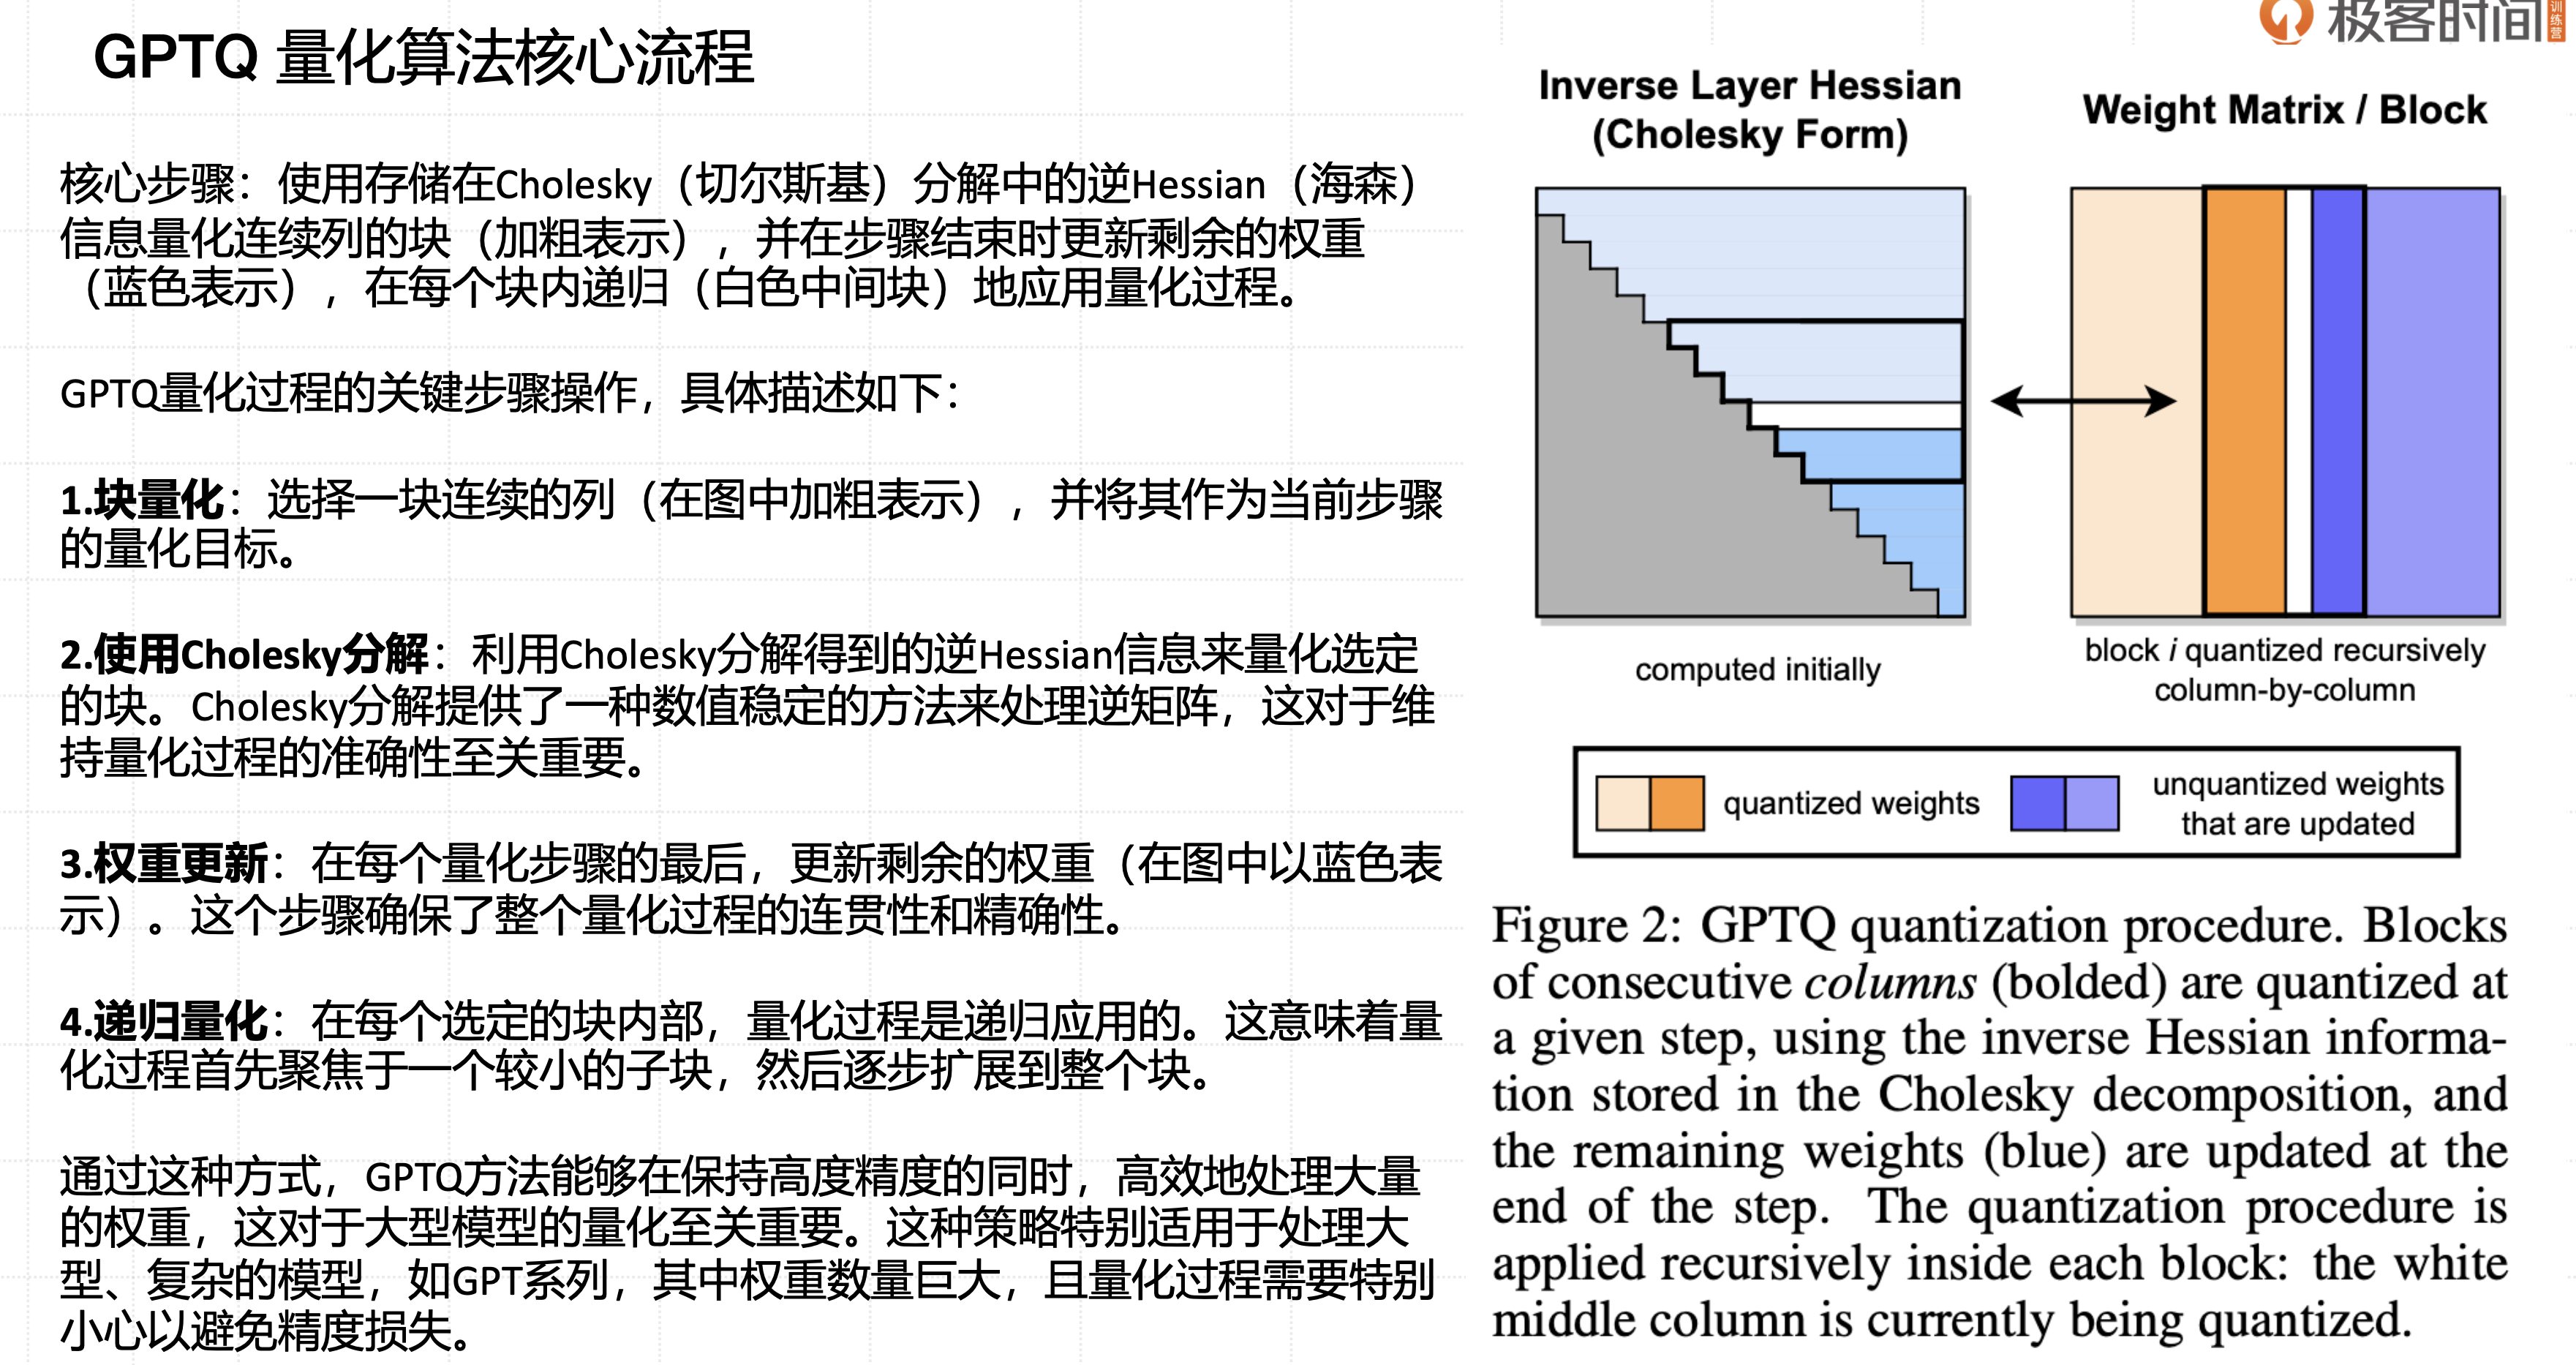 GPTQ 量化算法核心流程
极客时间
训练营
核心步骤：使用存储在Cholesky（切尔斯基）分解中的逆Hessian（海森）
信息量化连续列的块（加粗表示），并在步骤结束时更新剩余的权重
（蓝色表示），在每个块内递归（白色中间块）地应用量化过程。
GPTQ量化过程的关键步骤操作，具体描述如下：
1.块量化：选择一块连续的列（在图中加粗表示），并将其作为当前步骤
的量化目标。
2.使用Cholesky分解：利用Cholesky分解得到的逆Hessian信息来量化选定
的块。Cholesky分解提供了一种数值稳定的方法来处理逆矩阵，这对于维
持量化过程的准确性至关重要。
3.权重更新：在每个量化步骤的最后，更新剩余的权重（在图中以蓝色表
示）。这个步骤确保了整个量化过程的连贯性和精确性。
4.递归量化：在每个选定的块内部，量化过程是递归应用的。这意味着量
化过程首先聚焦于一个较小的子块，然后逐步扩展到整个块。
通过这种方式，GPTQ方法能够在保持高度精度的同时，高效地处理大量
的权重，这对于大型模型的量化至关重要。这种策略特别适用于处理大
型、复杂的模型，如GPT系列，其中权重数量巨大，且量化过程需要特别
小心以避免精度损失。
Inverse Layer Hessian
(Cholesky Form)
Weight Matrix / Block
computed initially
block i quantized recursively
column-by-column
quantized weights
unquantized weights
that are updated
Figure 2: GPTQ quantization procedure. Blocks
of consecutive columns (bolded) are quantized at
a given step, using the inverse Hessian informa-
tion stored in the Cholesky decomposition, and
the remaining weights (blue) are updated at the
end of the step. The quantization procedure is
applied recursively inside each block: the white
middle column is currently being quantized.